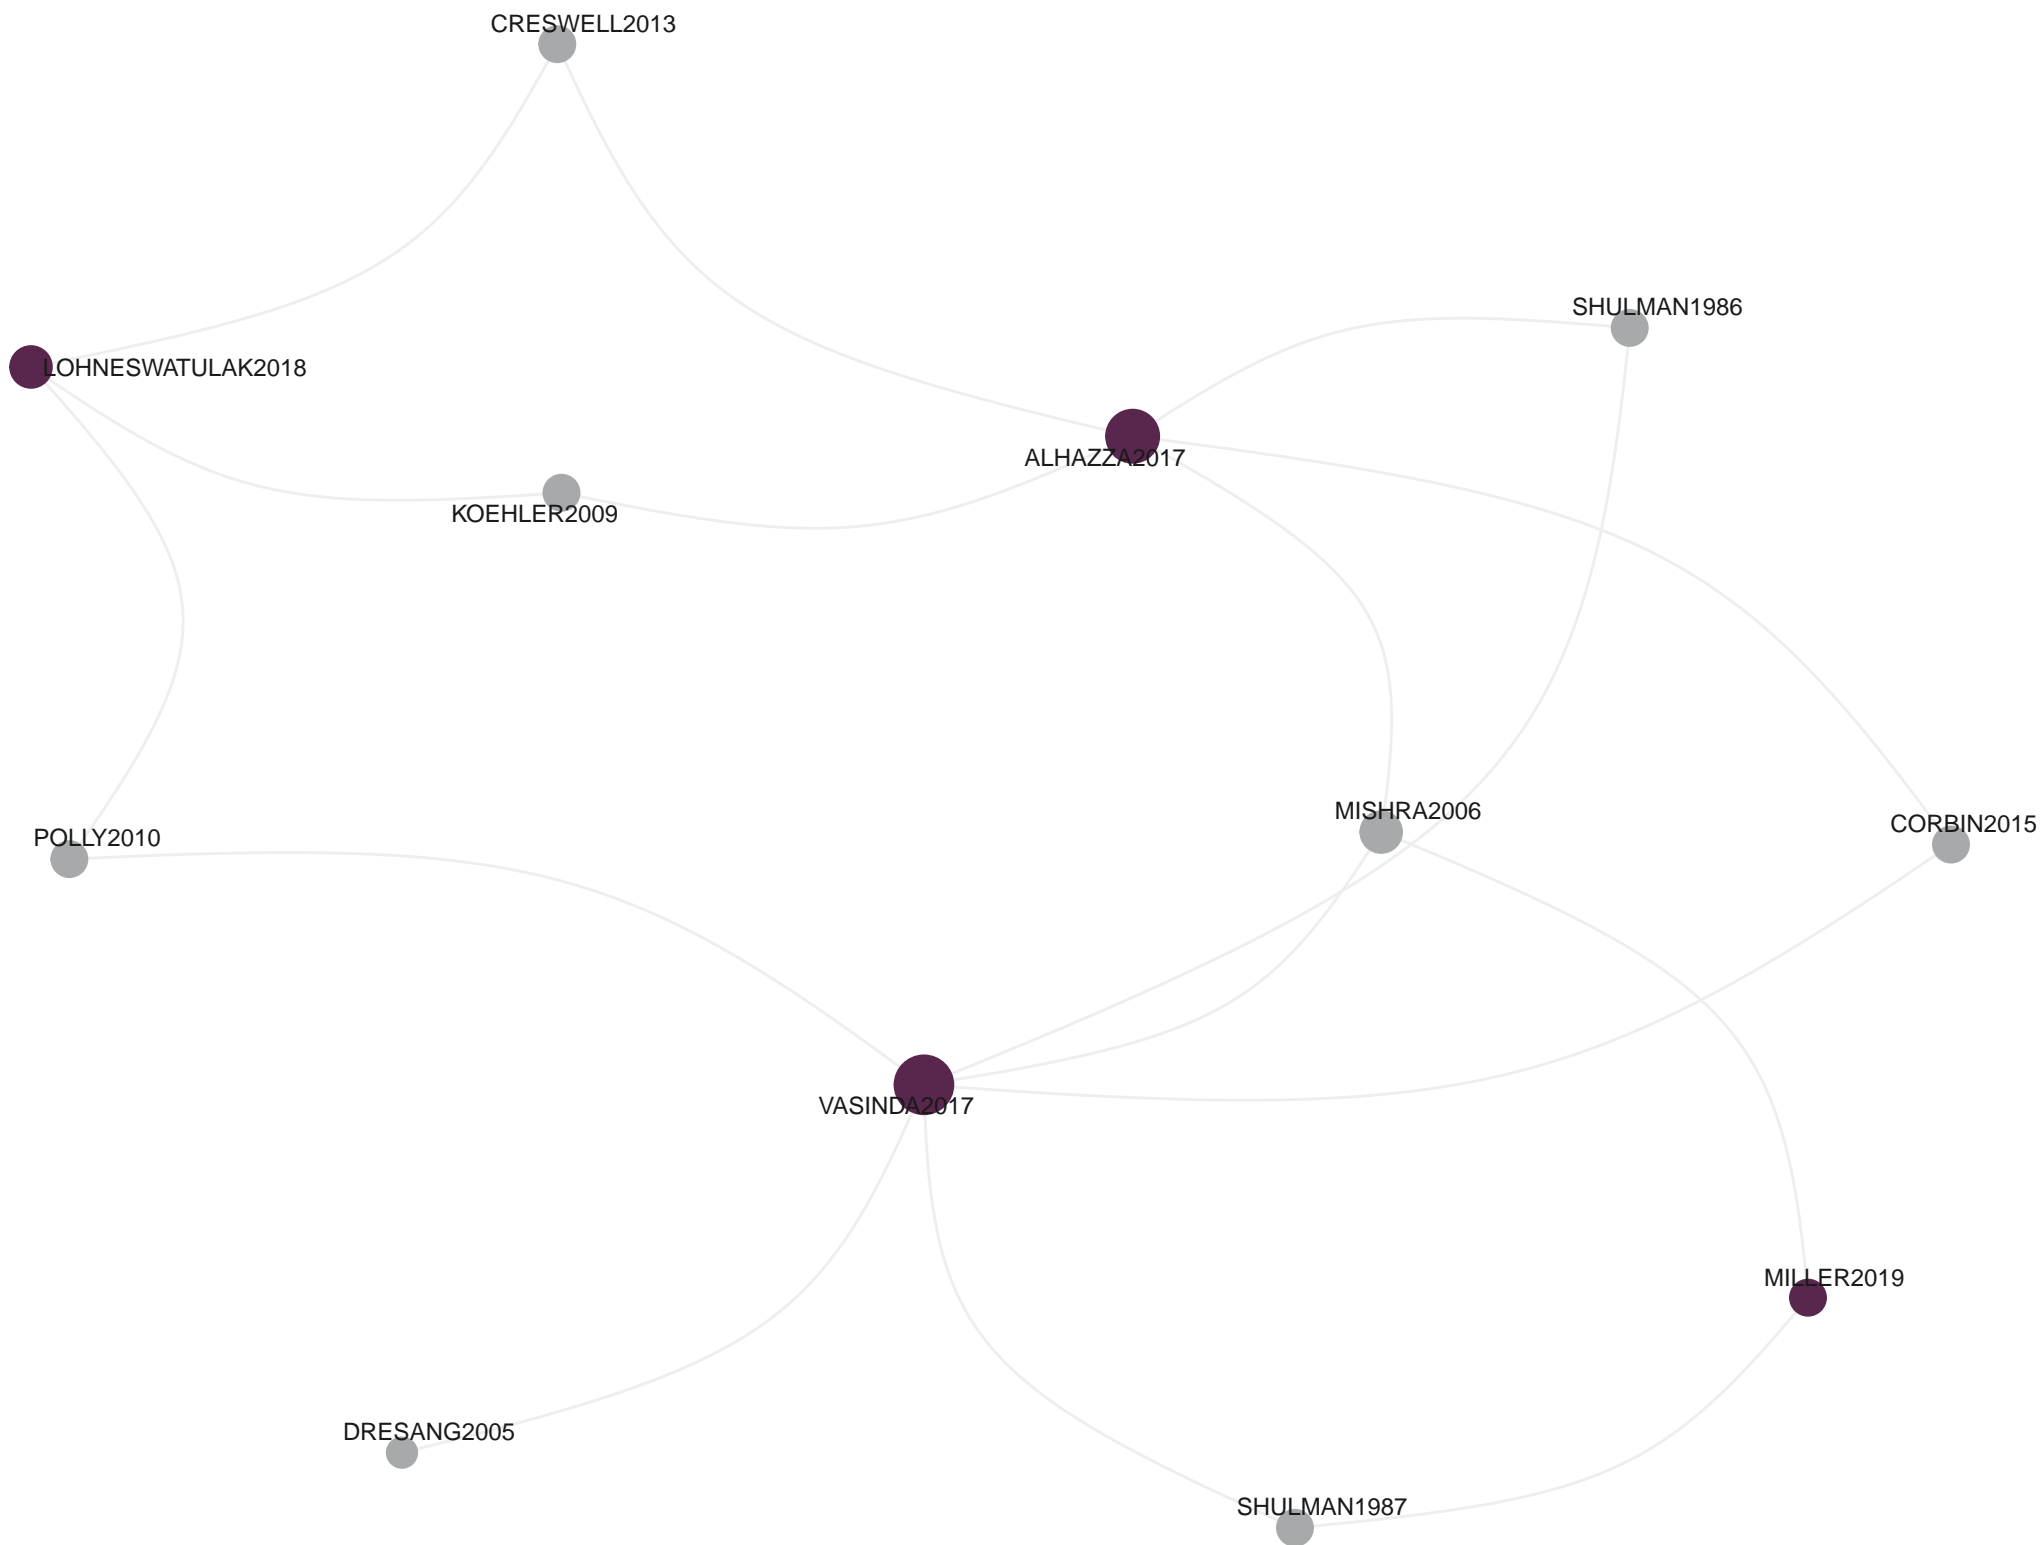 CRESWELL2013
SHULMAN1986
LOHNESWATULAK2018
ALHAZZA2017
KOEHLER2009
MISHRA2006
CORBIN2015
POLLY2010
VASINDA2017
MILLER2019
DRESANG2005
SHULMAN1987